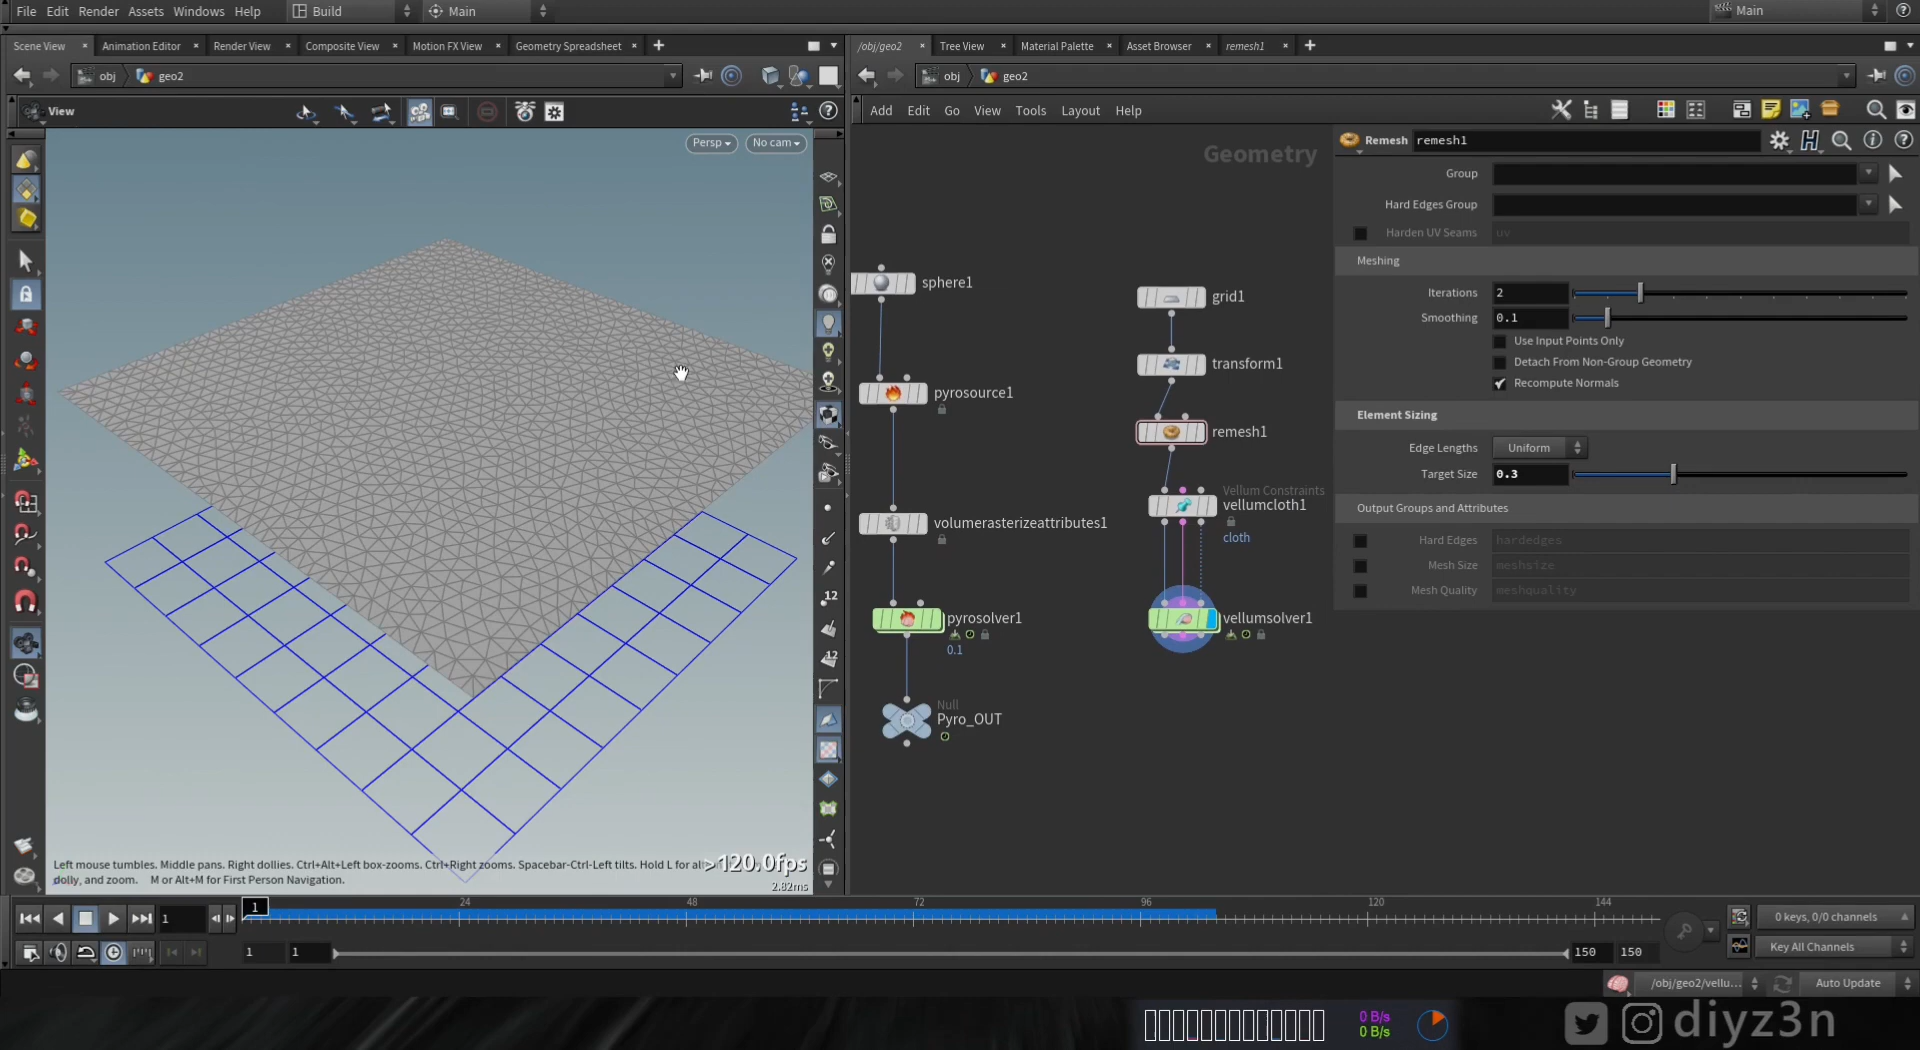 File Edit Render Assets Windows Help Build Main Main
Scene View Animation Editor Render View Composite View Motion FX View Geometry Spreadsheet
/obj/geo2 Tree View Material Palette Asset Browser remesh1
obj geo2
obj geo2
View
Add Edit Go View Tools Layout Help
Persp No cam
Geometry
Remesh remesh1
Group
Hard Edges Group
Harden UV Seams uv
Meshing
Iterations 2
Smoothing 0.1
Use Input Points Only
Detach From Non-Group Geometry
Recompute Normals
Element Sizing
Edge Lengths Uniform
Target Size 0.3
Output Groups and Attributes
Hard Edges hardedges
Mesh Size meshsize
Mesh Quality meshquality
sphere1
grid1
transform1
pyrosource1
remesh1
Vellum Constraints
vellumcloth1
cloth
volumerasterizeattributes1
pyrosolver1
0.1
vellumsolver1
Null
Pyro_OUT
12
12
Left mouse tumbles. Middle pans. Right dollies. Ctrl+Alt+Left box-zooms. Ctrl+Right zooms. Spacebar-Ctrl-Left tilts. Hold L for al
dolly, and zoom. M or Alt+M for First Person Navigation.
>120.0fps
2.82ms
1 1 24 48 72 96 120 144
0 keys, 0/0 channels
1 1 150 150
Key All Channels
/obj/geo2/vellu... Auto Update
0 B/s
0 B/s
diyz3n